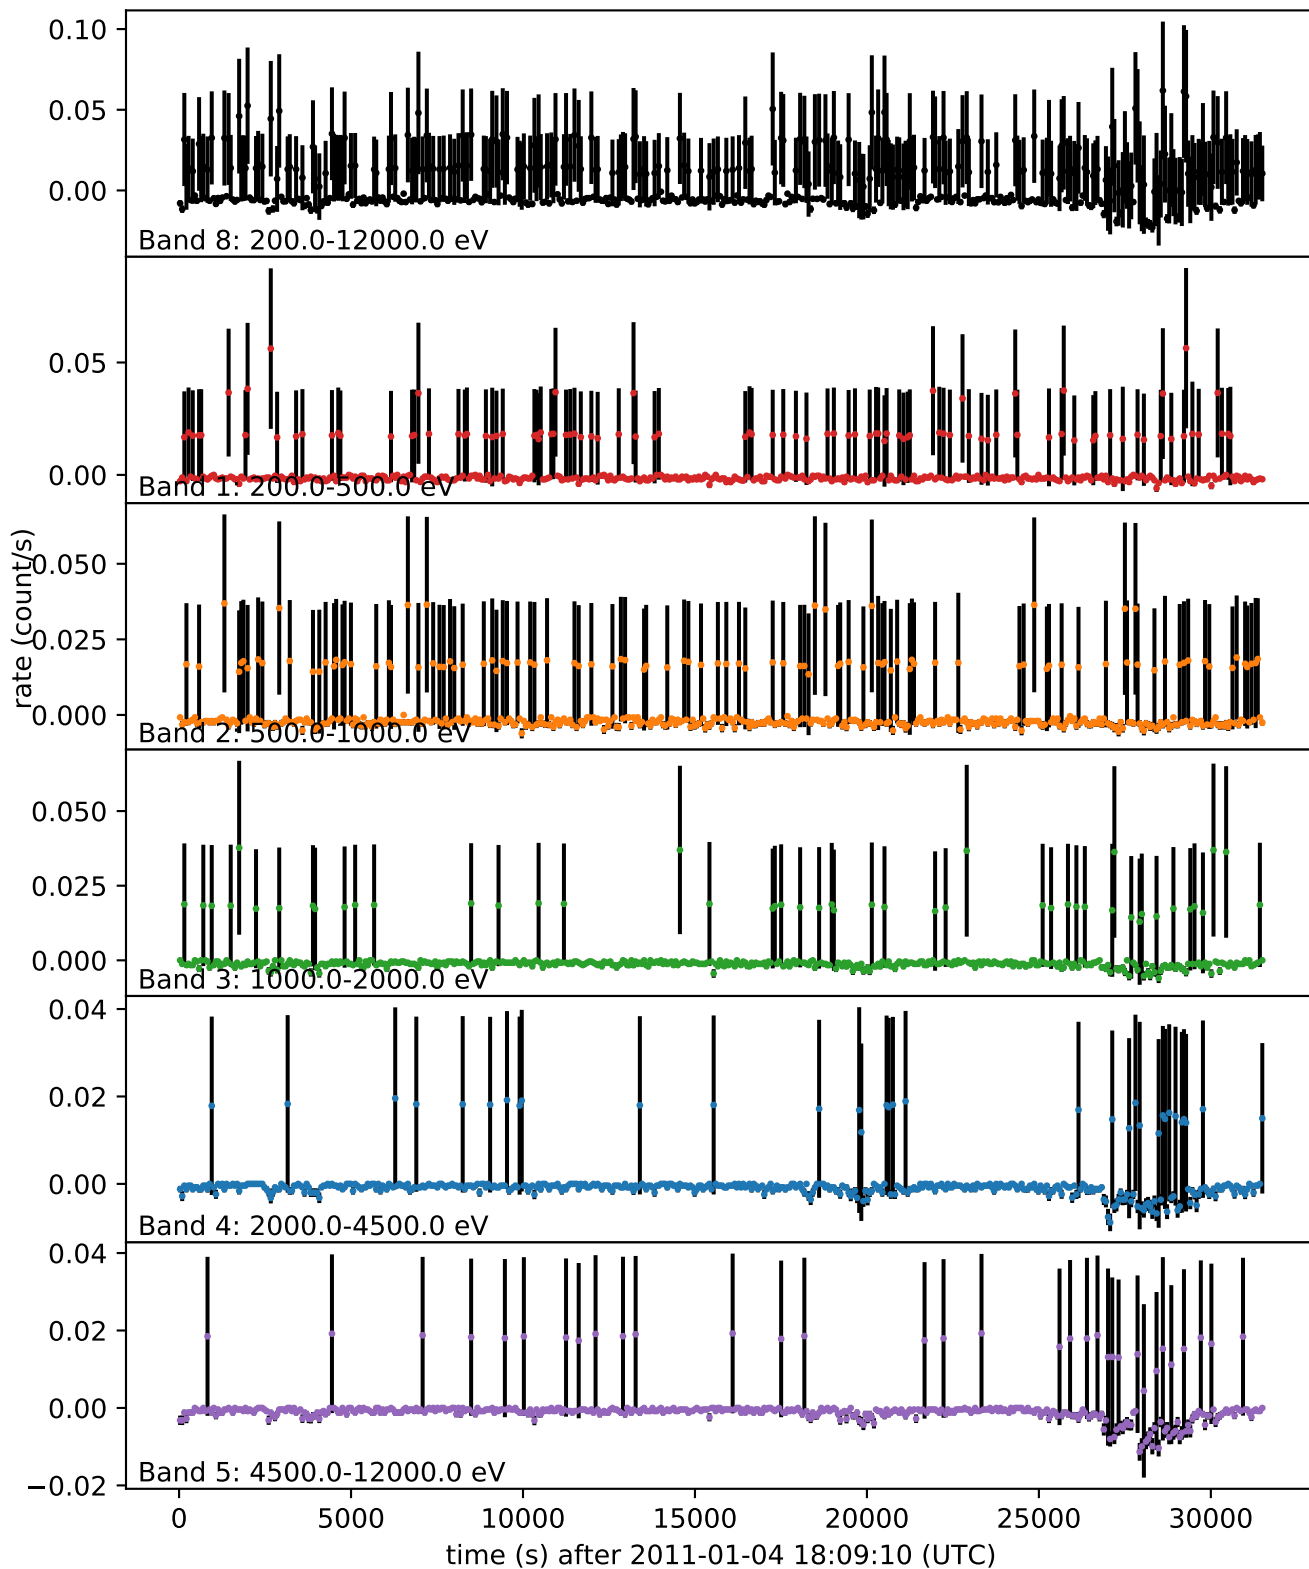 0.10
0.05
0.00
Band 8: 200.0-12000.0 eV
0.05
0.00
Band 1: 200.0-500.0 eV
rate (count/s)
0.050
0.025
0.000
Band 2: 500.0-1000.0 eV
0.050
0.025
0.000
Band 3: 1000.0-2000.0 eV
0.04
0.02
0.00
Band 4: 2000.0-4500.0 eV
0.04
0.02
0.00
−0.02
Band 5: 4500.0-12000.0 eV
0 5000 10000 15000 20000 25000 30000
time (s) after 2011-01-04 18:09:10 (UTC)